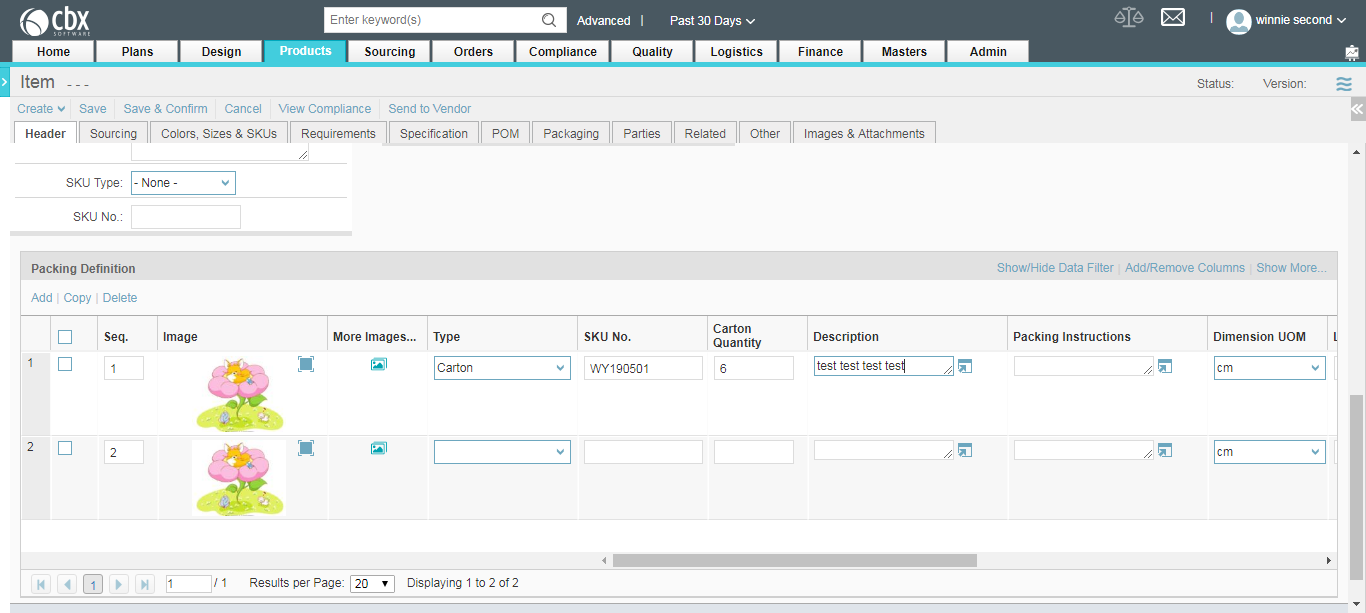 cbx
SOFTWARE
Enter keyword(s)
Advanced | Past 30 Days
| winnie second
Home Plans Design Products Sourcing Orders Compliance Quality Logistics Finance Masters Admin
Item - - -
Status: Version:
Create Save Save & Confirm Cancel View Compliance Send to Vendor
Header Sourcing Colors, Sizes & SKUs Requirements Specification POM Packaging Parties Related Other Images & Attachments
SKU Type: - None -
SKU No.:
Packing Definition
Show/Hide Data Filter | Add/Remove Columns | Show More...
Add | Copy | Delete
Seq. Image More Images... Type SKU No. Carton Quantity Description Packing Instructions Dimension UOM L
1 1 Carton WY190501 6 test test test test cm
2 2 cm
1 1 / 1 Results per Page: 20 Displaying 1 to 2 of 2